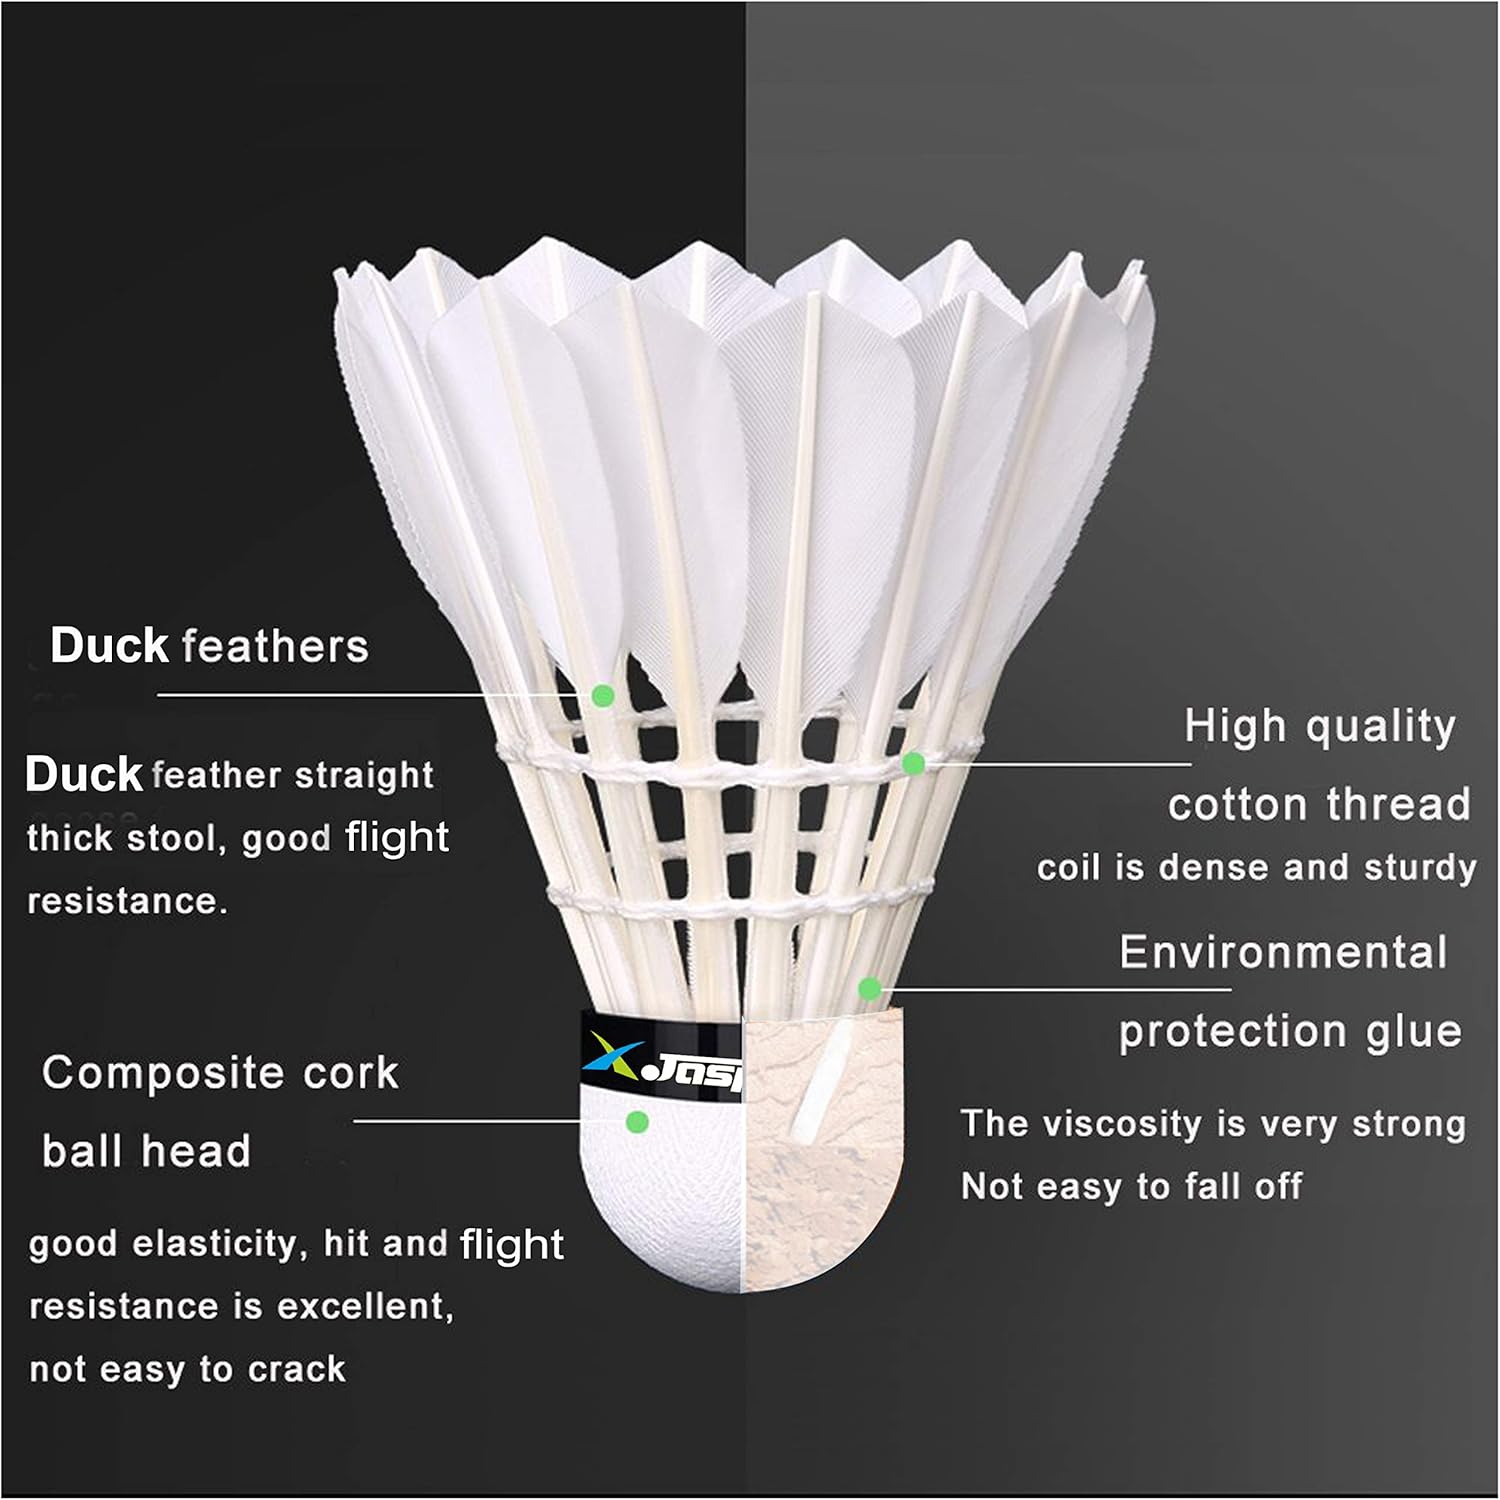 Duck feathers
Duck feather straight
thick stool, good flight
resistance.
Composite cork
ball head
good elasticity, hit and flight
resistance is excellent,
not easy to crack
High quality
cotton thread
coil is dense and sturdy
Environmental
protection glue
The viscosity is very strong
Not easy to fall off